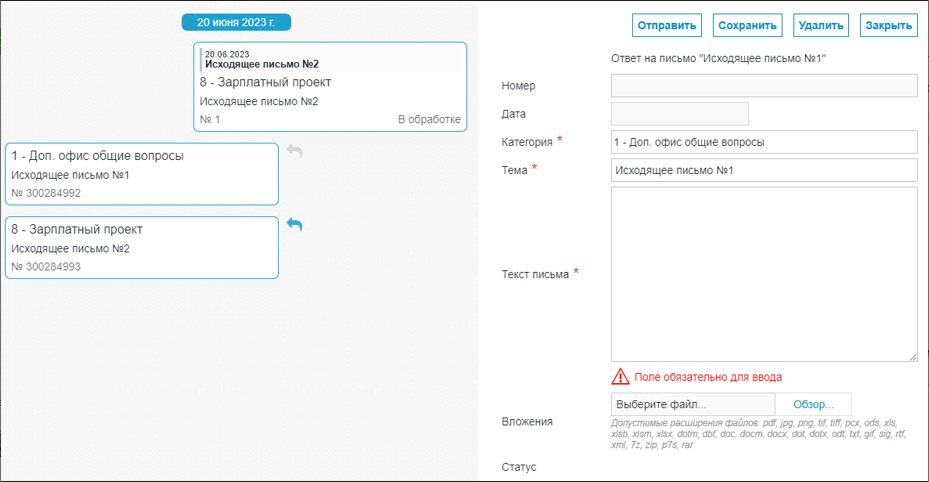 20 июня 2023 г.
20.06.2023
Исходящее письмо №2
8 - Зарплатный проект
Исходящее письмо №2
№ 1 В обработке
1 - Доп. офис общие вопросы
Исходящее письмо №1
№ 300284992
8 - Зарплатный проект
Исходящее письмо №2
№ 300284993
Отправить Сохранить Удалить Закрыть
Ответ на письмо "Исходящее письмо №1"
Номер
Дата
Категория * 1 - Доп. офис общие вопросы
Тема * Исходящее письмо №1
Текст письма *
Поле обязательно для ввода
Вложения Выберите файл... Обзор...
Допустимые расширения файлов: pdf, jpg, png, tif, tiff, pcx, ods, xls,
xlsb, xlsm, xlsx, dotm, dbf, doc, docm, docx, dot, dotx, odt, txt, gif, sig, rtf,
xml, 7z, zip, p7s, rar
Статус